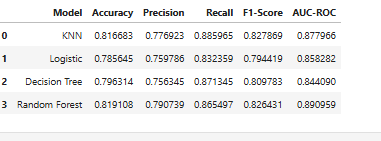 Model Accuracy Precision Recall F1-Score AUC-ROC
0 KNN 0.816683 0.776923 0.885965 0.827869 0.877966
1 Logistic 0.785645 0.759786 0.832359 0.794419 0.858282
2 Decision Tree 0.796314 0.756345 0.871345 0.809783 0.844090
3 Random Forest 0.819108 0.790739 0.865497 0.826431 0.890959